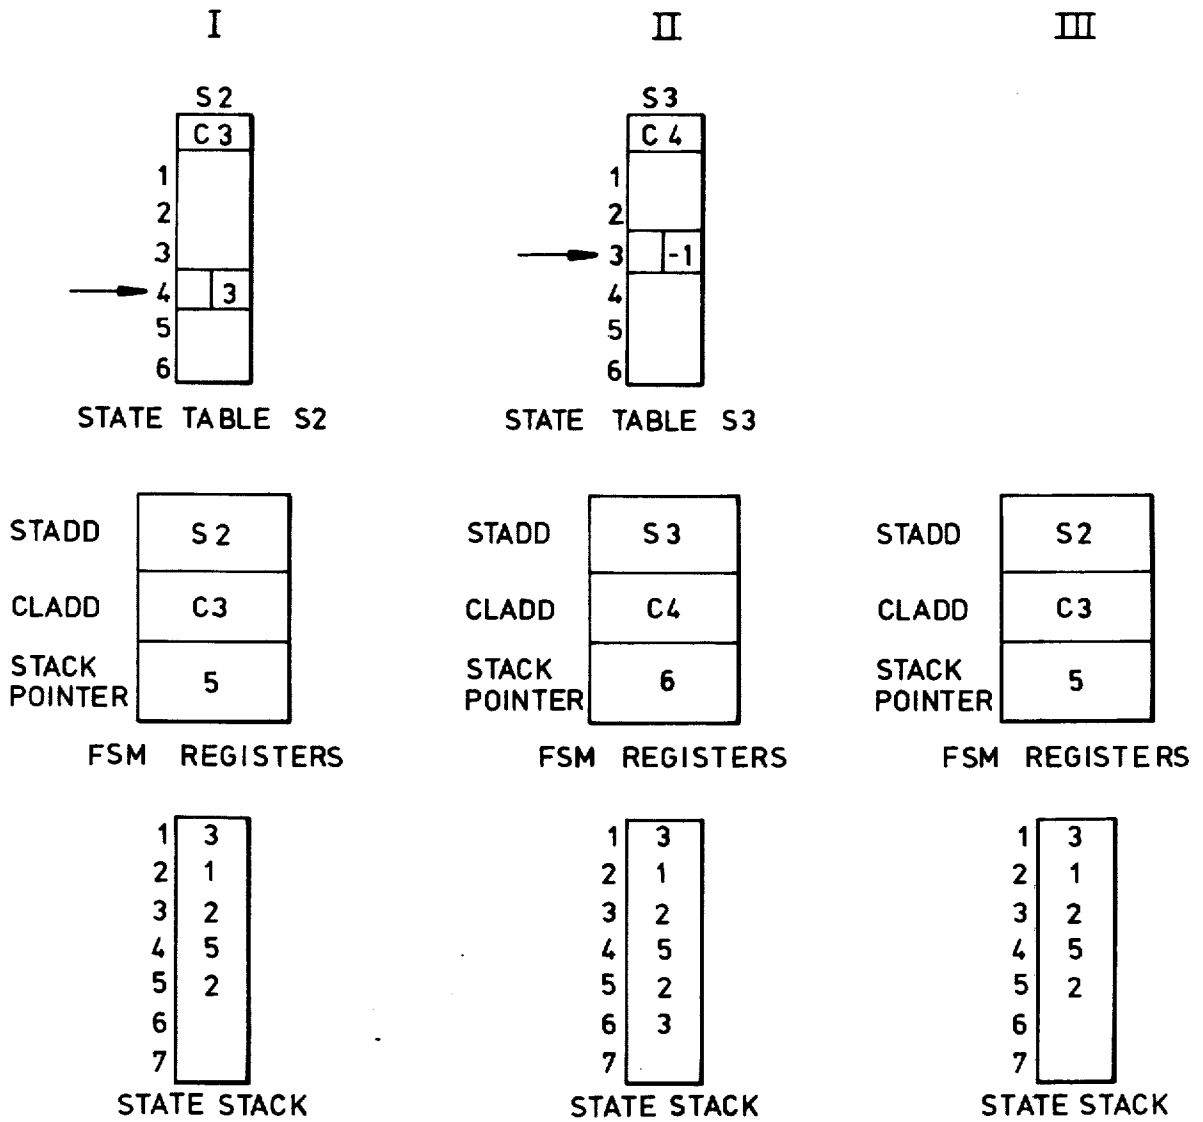 I II III
S2 S3
C3 C4
1 1
2 2
3 3 -1
4 3 4
5 5
6 6
STATE TABLE S2 STATE TABLE S3
STADD S2 STADD S3 STADD S2
CLADD C3 CLADD C4 CLADD C3
STACK POINTER 5 STACK POINTER 6 STACK POINTER 5
FSM REGISTERS FSM REGISTERS FSM REGISTERS
1 3 1 3 1 3
2 1 2 1 2 1
3 2 3 2 3 2
4 5 4 5 4 5
5 2 5 2 5 2
6 6 3 6
7 7 7
STATE STACK STATE STACK STATE STACK